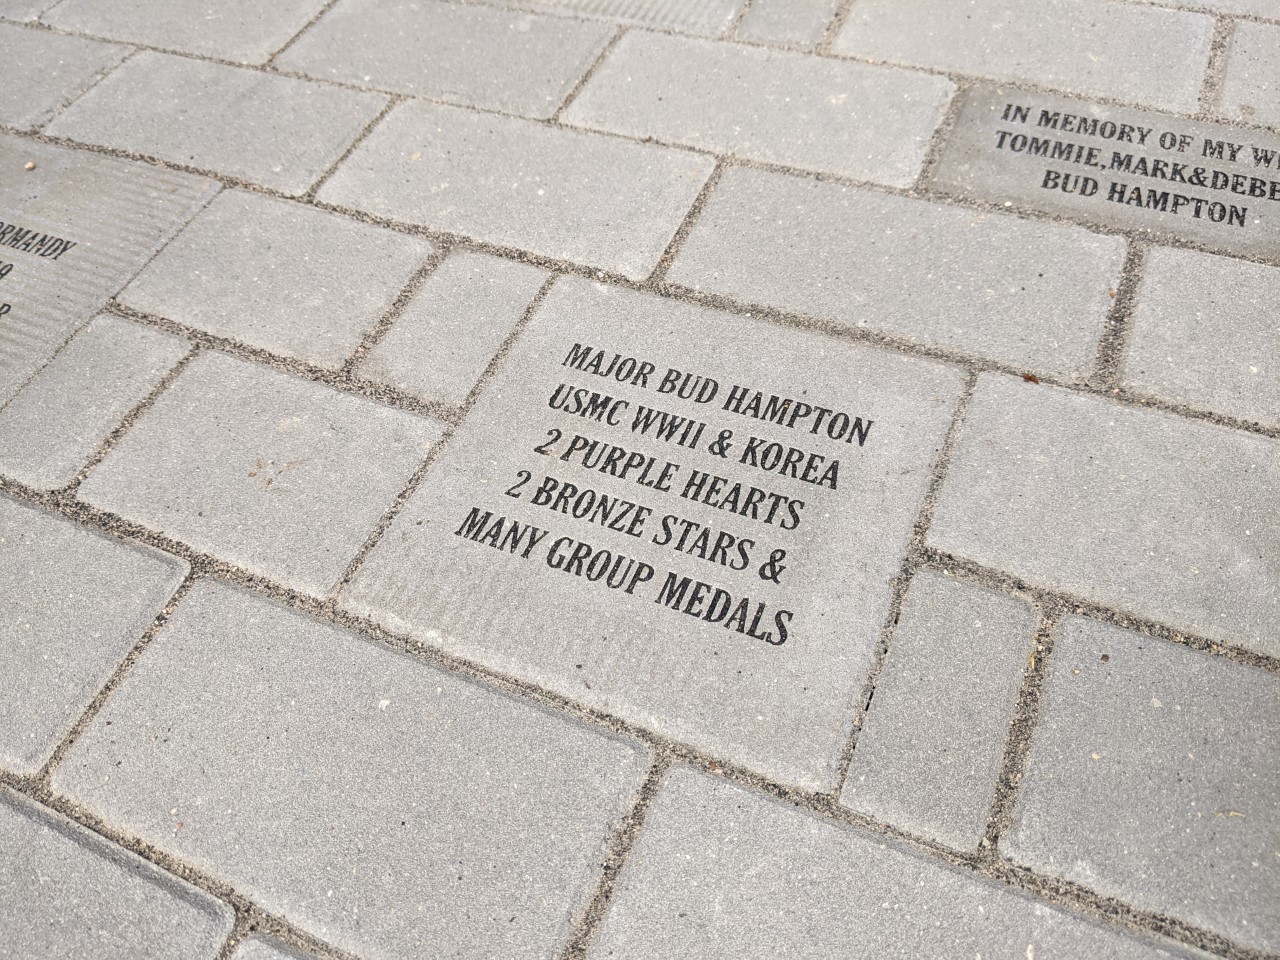 IN MEMORY OF MY
TOMMIE,MARK&
BUD HAMPTON
MAJOR BUD HAMPTON
USMC WWII & KOREA
2 PURPLE HEARTS
2 BRONZE STARS &
MANY GROUP MEDALS